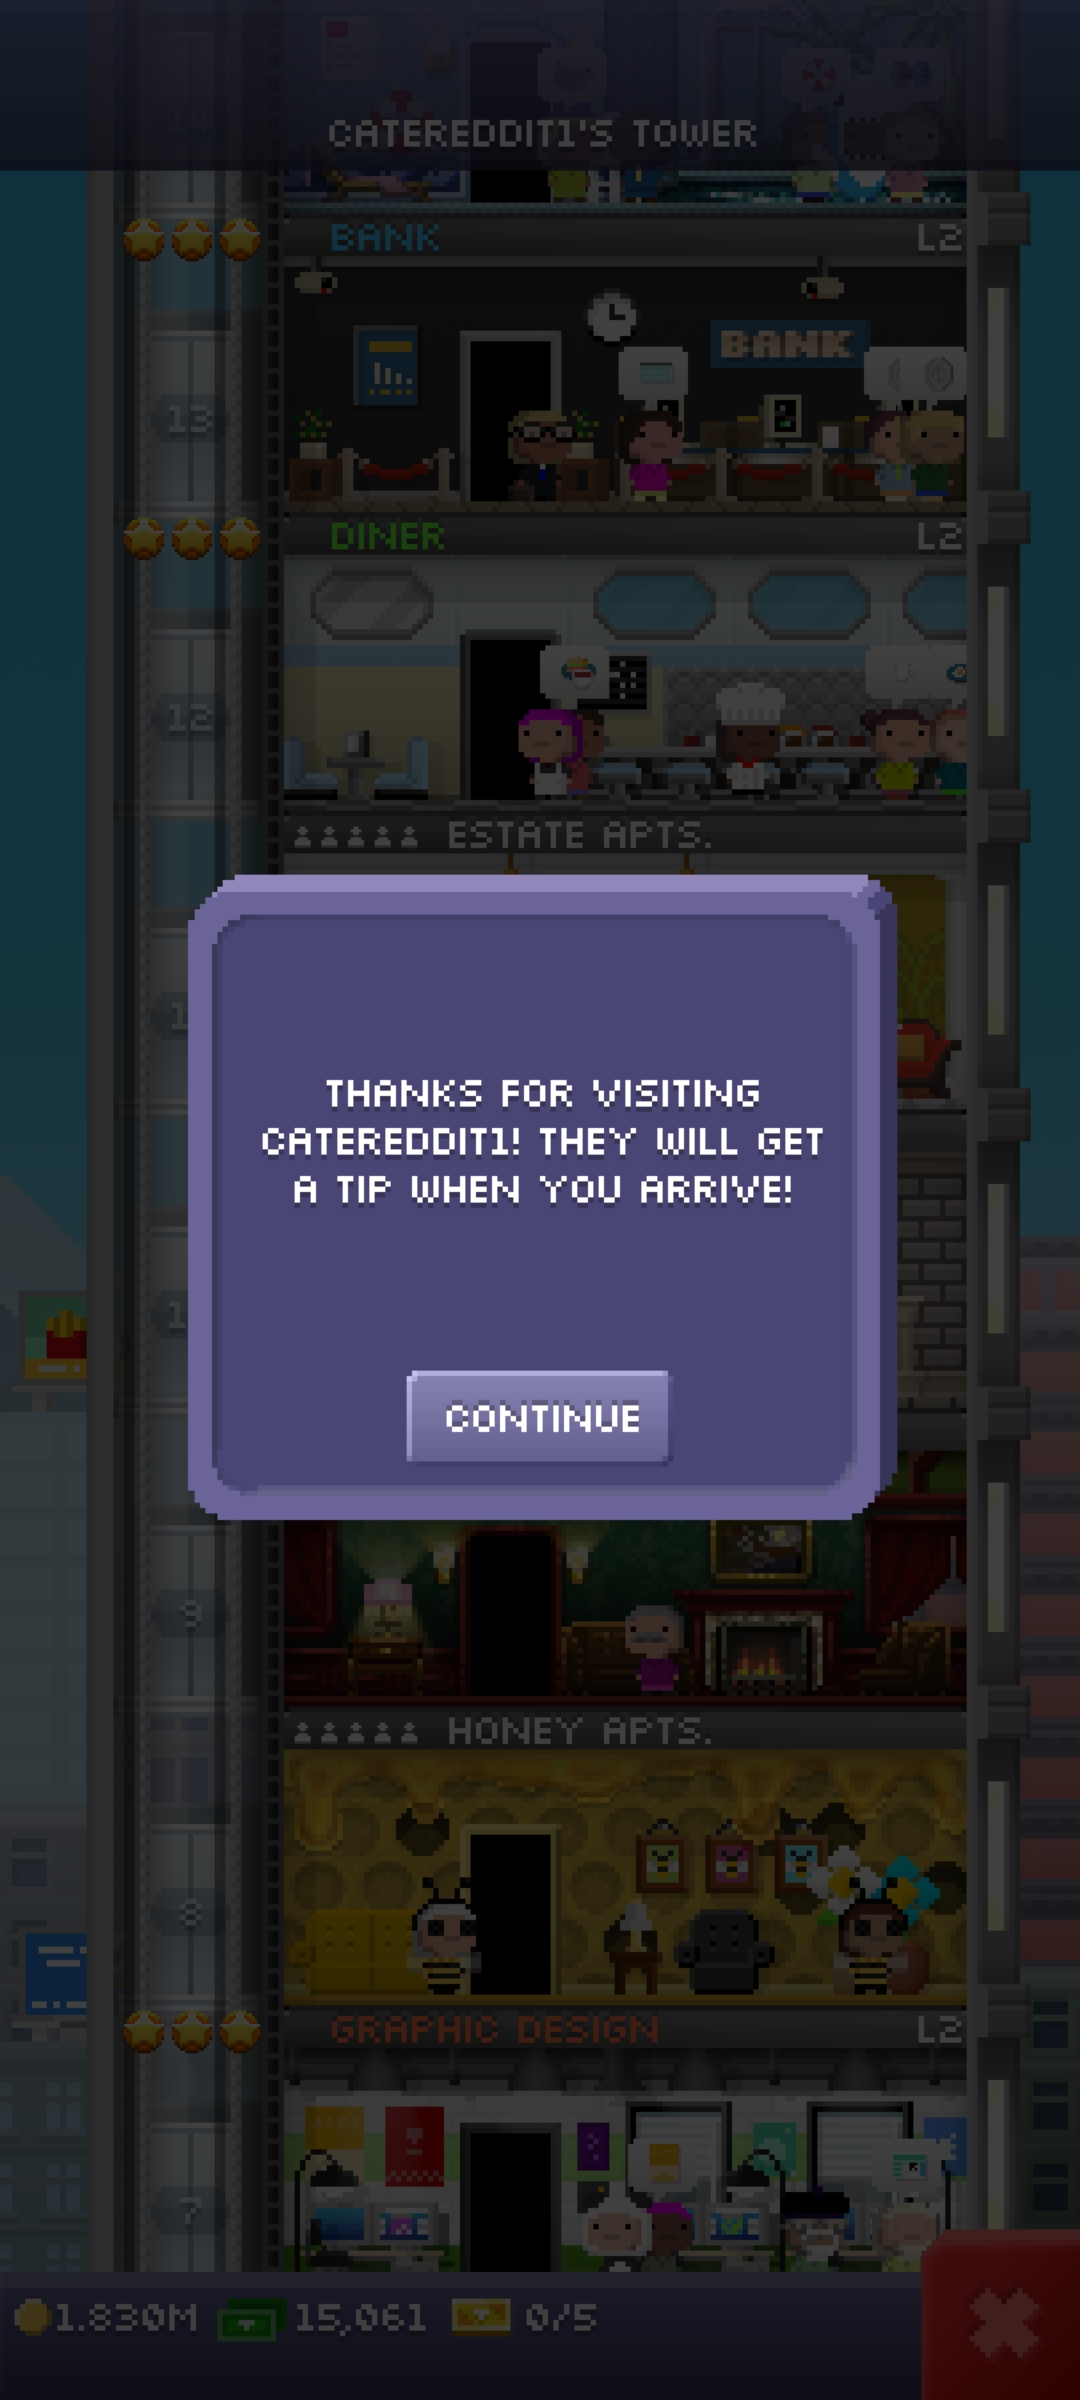 CATEREDDIT1'S TOWER
BANK L2
BANK
13
DINER L2
12
ESTATE APTS.
THANKS FOR VISITING
CATEREDDIT1! THEY WILL GET
A TIP WHEN YOU ARRIVE!
CONTINUE
9
HONEY APTS.
8
GRAPHIC DESIGN L2
7
1.830M 15,061 0/5